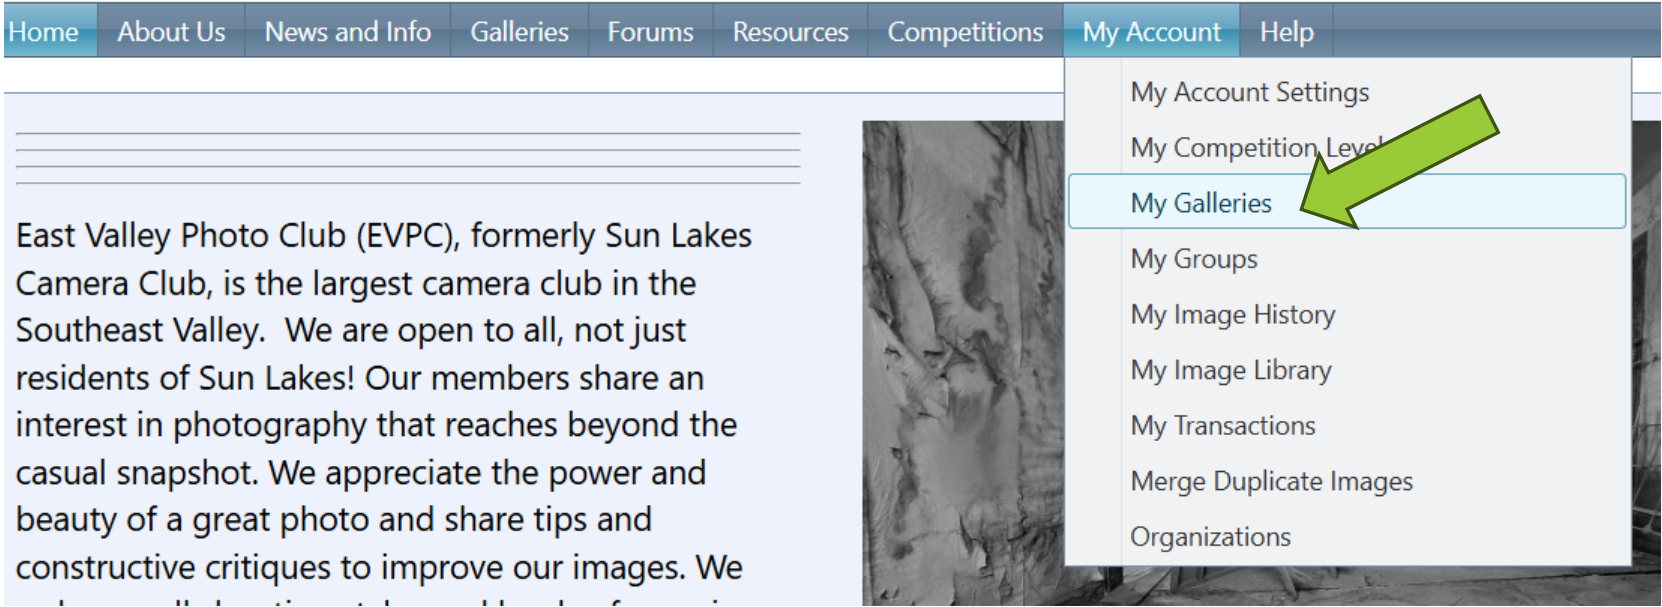 Home About Us News and Info Galleries Forums Resources Competitions My Account Help
My Account Settings
My Competition Level
My Galleries
My Groups
My Image History
My Image Library
My Transactions
Merge Duplicate Images
Organizations
East Valley Photo Club (EVPC), formerly Sun Lakes
Camera Club, is the largest camera club in the
Southeast Valley. We are open to all, not just
residents of Sun Lakes! Our members share an
interest in photography that reaches beyond the
casual snapshot. We appreciate the power and
beauty of a great photo and share tips and
constructive critiques to improve our images. We